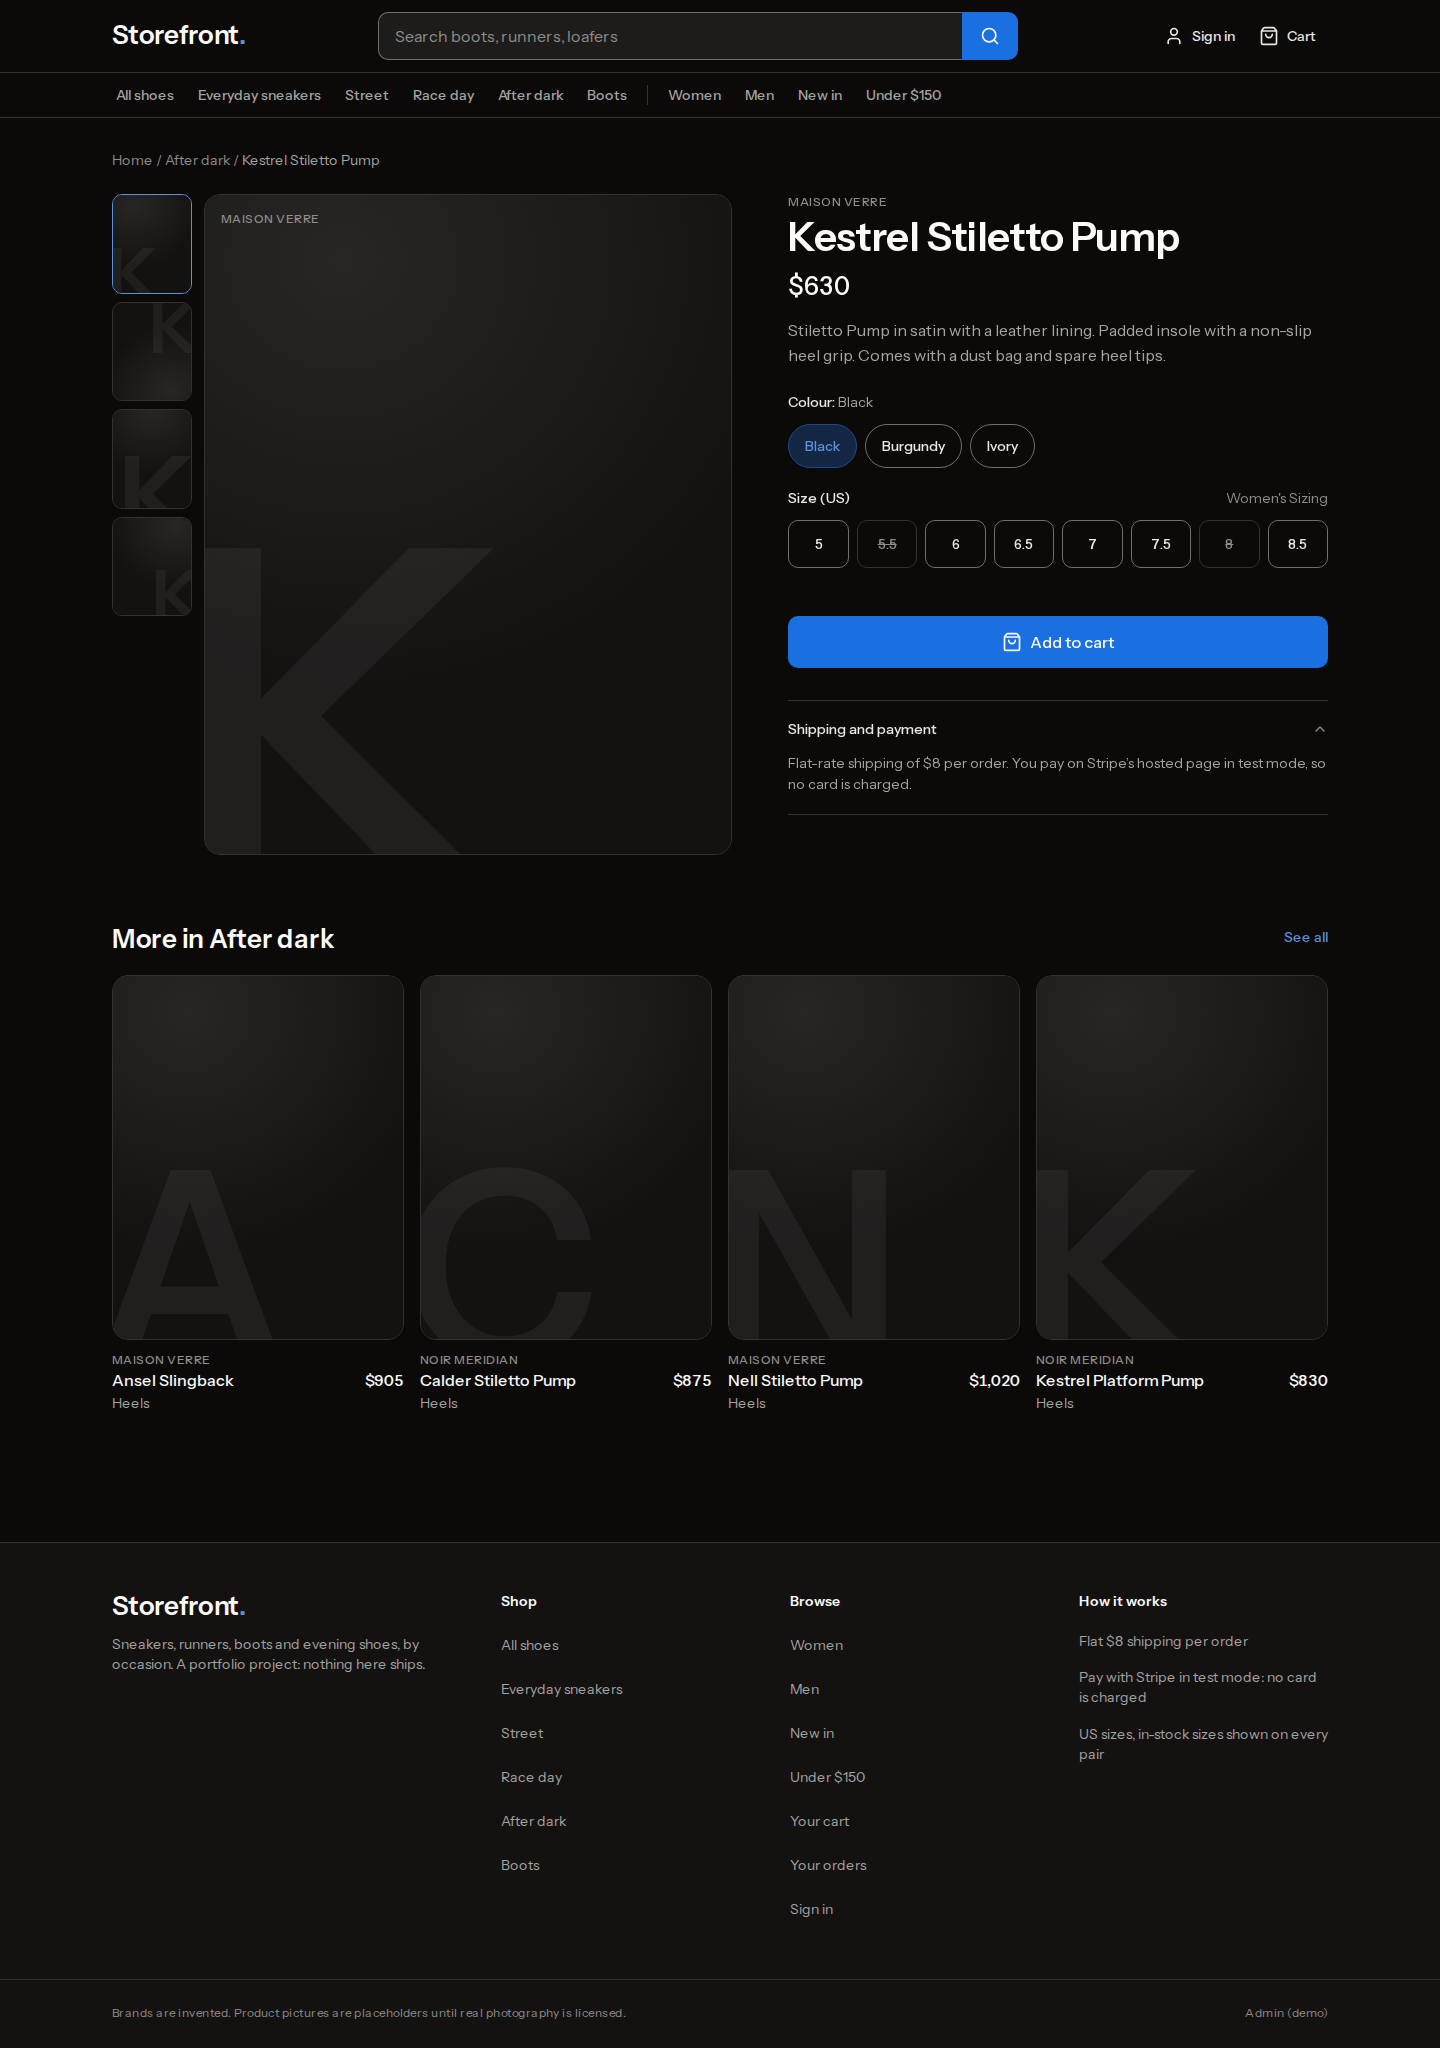 Storefront.
Search boots, runners, loafers
Sign in
Cart
All shoes
Everyday sneakers
Street
Race day
After dark
Boots
Women
Men
New in
Under $150
Home / After dark / Kestrel Stiletto Pump
K
K
K
K
MAISON VERRE
K
MAISON VERRE
Kestrel Stiletto Pump
$630
Stiletto Pump in satin with a leather lining. Padded insole with a non-slip
heel grip. Comes with a dust bag and spare heel tips.
Colour: Black
Black
Burgundy
Ivory
Size (US)
Women's Sizing
5
5.5
6
6.5
7
7.5
8
8.5
Add to cart
Shipping and payment
Flat-rate shipping of $8 per order. You pay on Stripe's hosted page in test mode, so
no card is charged.
More in After dark
See all
A
C
N
K
MAISON VERRE
Ansel Slingback
$905
Heels
NOIR MERIDIAN
Calder Stiletto Pump
$875
Heels
MAISON VERRE
Nell Stiletto Pump
$1,020
Heels
NOIR MERIDIAN
Kestrel Platform Pump
$830
Heels
Storefront.
Sneakers, runners, boots and evening shoes, by
occasion. A portfolio project: nothing here ships.
Shop
All shoes
Everyday sneakers
Street
Race day
After dark
Boots
Browse
Women
Men
New in
Under $150
Your cart
Your orders
Sign in
How it works
Flat $8 shipping per order
Pay with Stripe in test mode: no card
is charged
US sizes, in-stock sizes shown on every
pair
Brands are invented. Product pictures are placeholders until real photography is licensed.
Admin (demo)